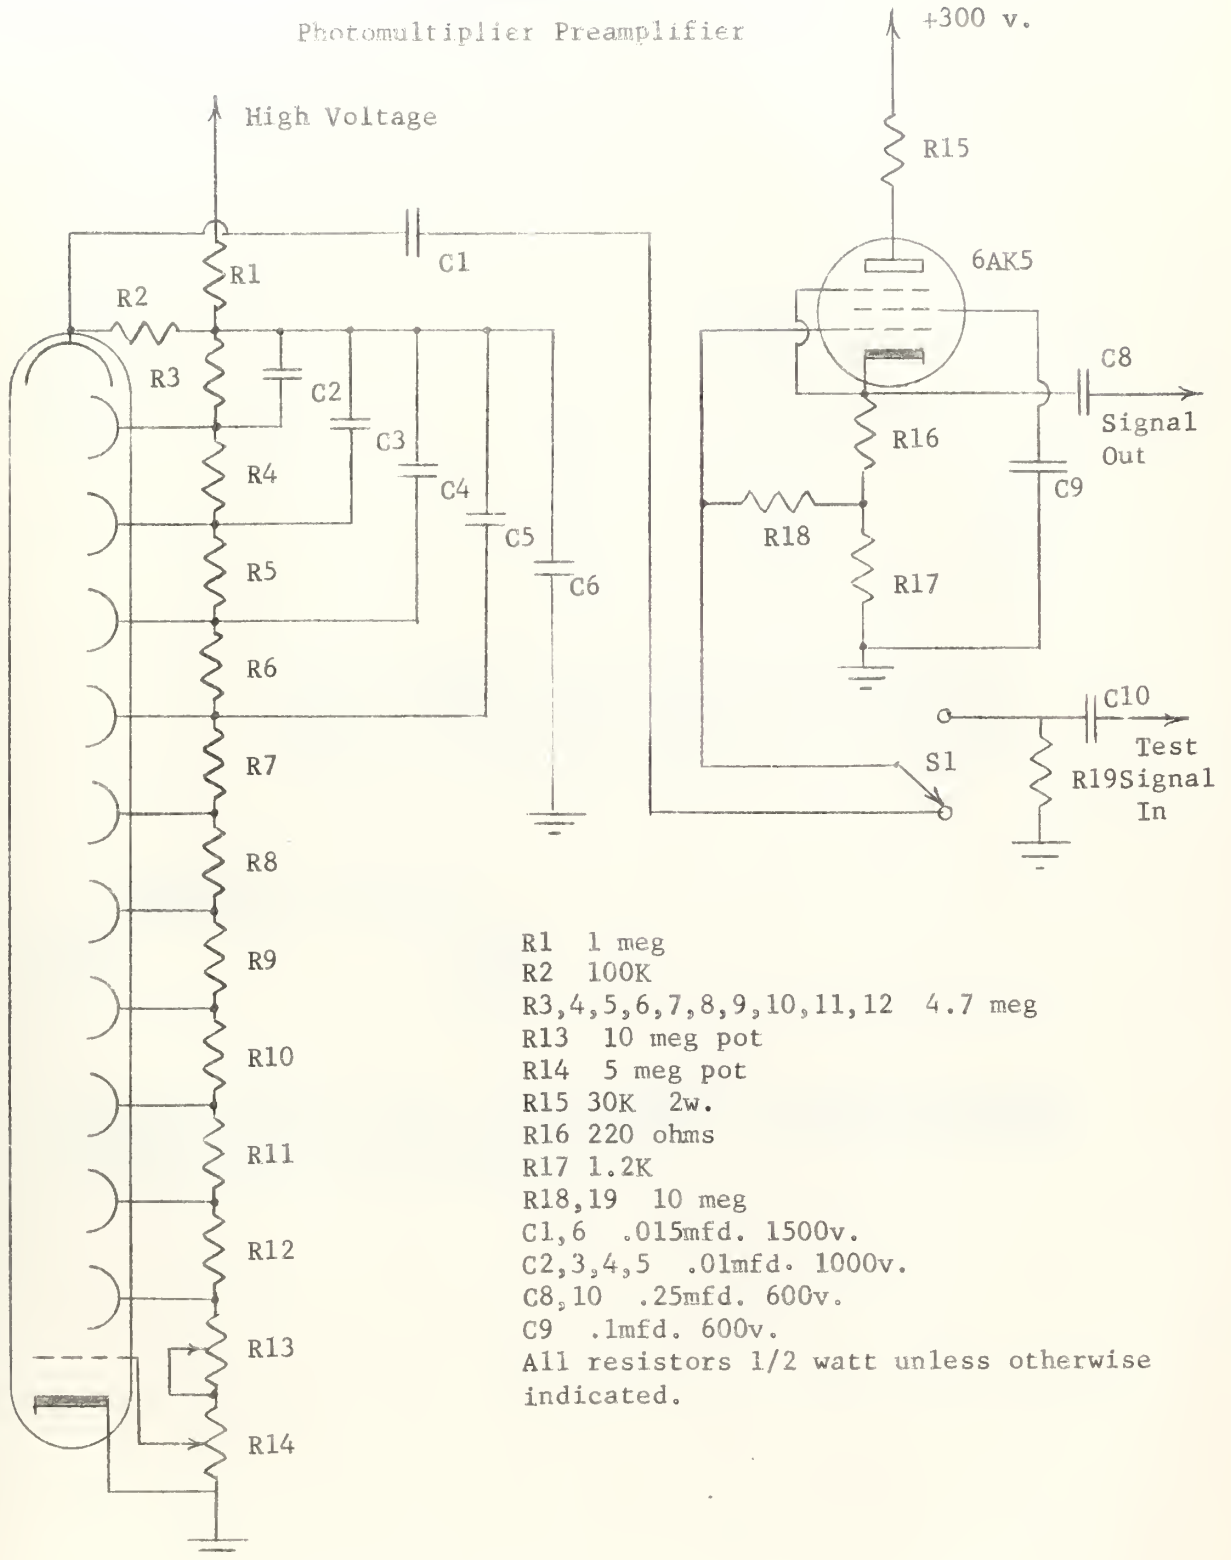 Photomultiplier Preamplifier
+300 v.
High Voltage
R15
R1
C1
6AK5
R2
R3
C2
C3
R4
C4
C5
R5
C6
R6
R7
R8
R9
R10
R11
R12
R13
R14
C8
Signal
Out
R16
C9
R18
R17
C10
S1
Test
R19Signal
In
R1 1 meg
R2 100K
R3,4,5,6,7,8,9,10,11,12 4.7 meg
R13 10 meg pot
R14 5 meg pot
R15 30K 2w.
R16 220 ohms
R17 1.2K
R18,19 10 meg
C1,6 .015mfd. 1500v.
C2,3,4,5 .01mfd. 1000v.
C8,10 .25mfd. 600v.
C9 .1mfd. 600v.
All resistors 1/2 watt unless otherwise
indicated.